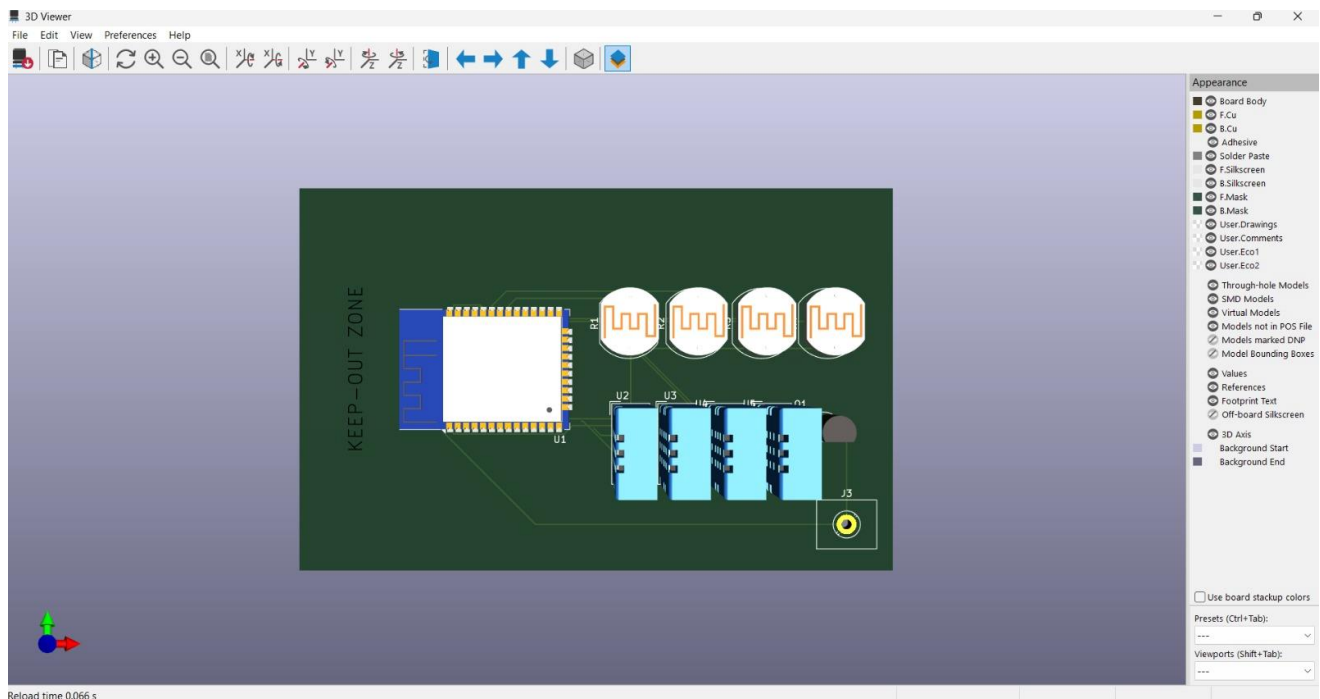 3D Viewer
File Edit View Preferences Help
Appearance
Board Body
F.Cu
B.Cu
Adhesive
Solder Paste
F.Silkscreen
B.Silkscreen
F.Mask
B.Mask
User.Drawings
User.Comments
User.Eco1
User.Eco2
Through-hole Models
SMD Models
Virtual Models
Models not in POS File
Models marked DNP
Model Bounding Boxes
Values
References
Footprint Text
Off-board Silkscreen
3D Axis
Background Start
Background End
Use board stackup colors
Presets (Ctrl+Tab):
---
Viewports (Shift+Tab):
---
KEEP-OUT ZONE
R1
R2
U1
U2
U3
J3
Reload time 0.066 s